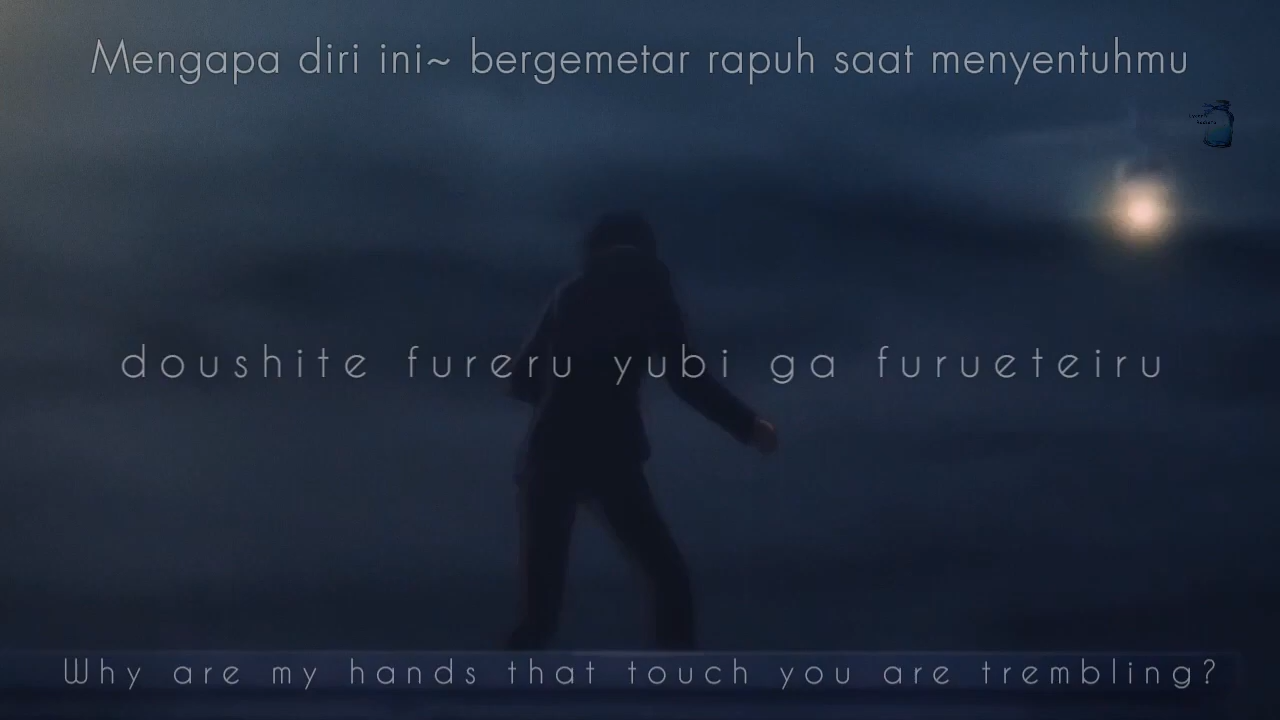 Mengapa diri ini~ bergemetar rapuh saat menyentuhmu
doushite fureru yubi ga furueteiru
Why are my hands that touch you are trembling?